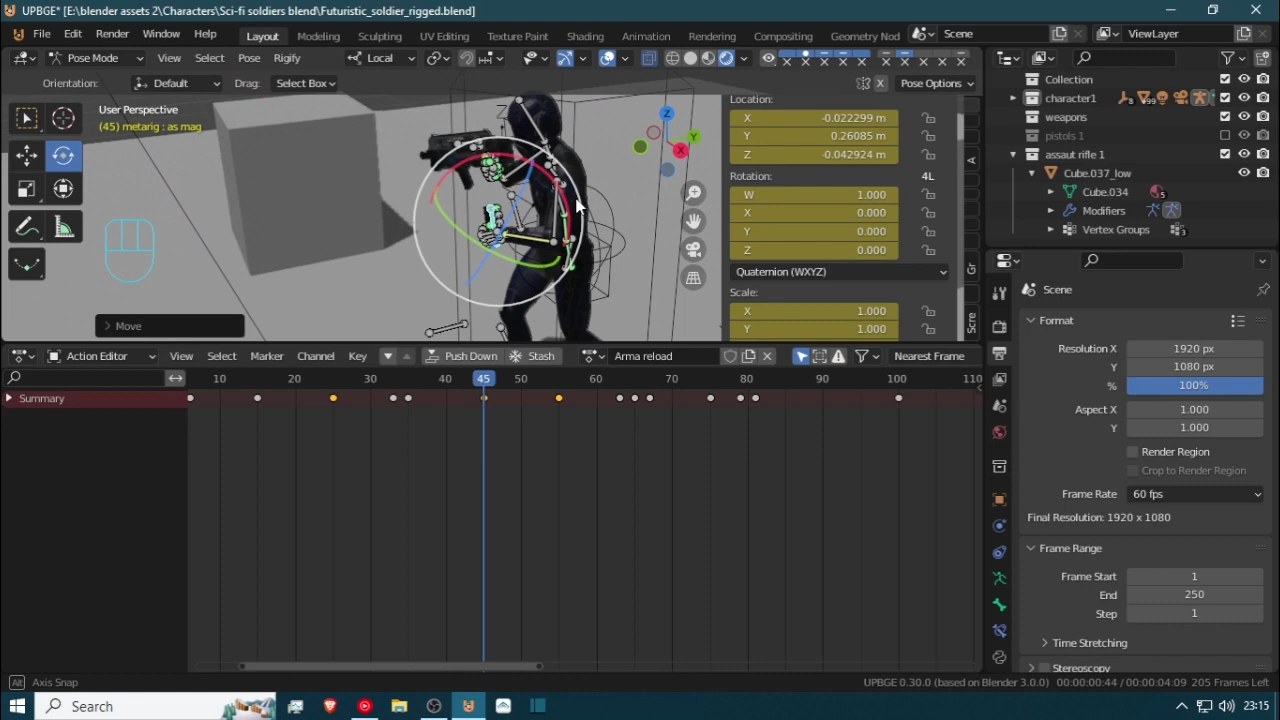 UPBGE* [E:\blender assets 2\Characters\Sci-fi soldiers blend\Futuristic_soldier_rigged.blend]
File Edit Render Window Help Layout Modeling Sculpting UV Editing Texture Paint Shading Animation Rendering Compositing Geometry Nod Scene ViewLayer
Pose Mode View Select Pose Rigify Local
Orientation: Default Drag: Select Box X Pose Options
User Perspective
(45) metarig : as mag
Z
X
Y
Z
Move
Location:
X -0.022299 m
Y 0.26085 m
Z -0.042924 m
Rotation: 4L
W 1.000
X 0.000
Y 0.000
Z 0.000
Quaternion (WXYZ)
Scale:
X 1.000
Y 1.000
A
Gr
Scre
Collection
character1 8 99
weapons
pistols 1
assaut rifle 1
Cube.037_low
Cube.034 5
Modifiers
Vertex Groups
Action Editor View Select Marker Channel Key Push Down Stash Arma reload Nearest Frame
10 20 30 40 45 50 60 70 80 90 100 110
Summary
Scene
Format
Resolution X 1920 px
Y 1080 px
% 100%
Aspect X 1.000
Y 1.000
Render Region
Crop to Render Region
Frame Rate 60 fps
Final Resolution: 1920 x 1080
Frame Range
Frame Start 1
End 250
Step 1
Time Stretching
Stereoscopy
Alt Axis Snap UPBGE 0.30.0 (based on Blender 3.0.0) 00:00:00:44 / 00:00:04:09 205 Frames Left
Search 23:15